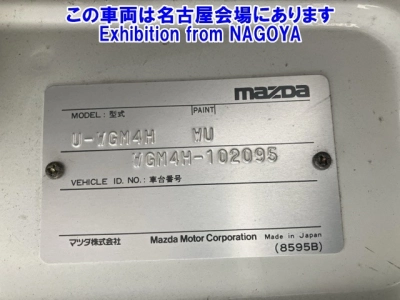 この車両は名古屋会場にあります
Exhibition from NAGOYA
mazda
MODEL: 型式 PAINT
U-WGM4H WU
WGM4H-102095
VEHICLE ID. NO.: 車台番号
マツダ株式会社 Mazda Motor Corporation Made in Japan
(8595B)